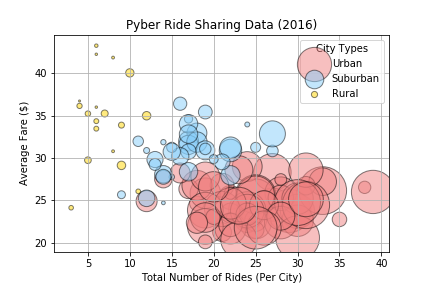 Pyber Ride Sharing Data (2016)
City Types
Urban
Suburban
Rural
Average Fare ($)
40
35
30
25
20
5 10 15 20 25 30 35 40
Total Number of Rides (Per City)